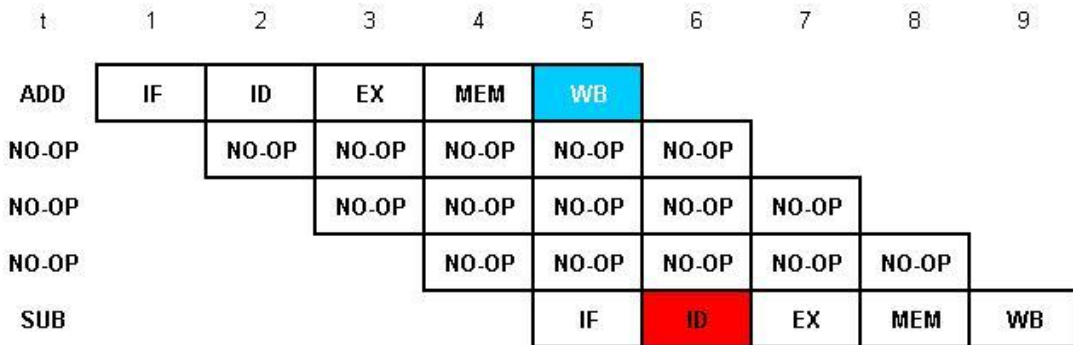 t 1 2 3 4 5 6 7 8 9
ADD IF ID EX MEM WB
NO-OP NO-OP NO-OP NO-OP NO-OP NO-OP
NO-OP NO-OP NO-OP NO-OP NO-OP NO-OP
NO-OP NO-OP NO-OP NO-OP NO-OP NO-OP
SUB IF ID EX MEM WB